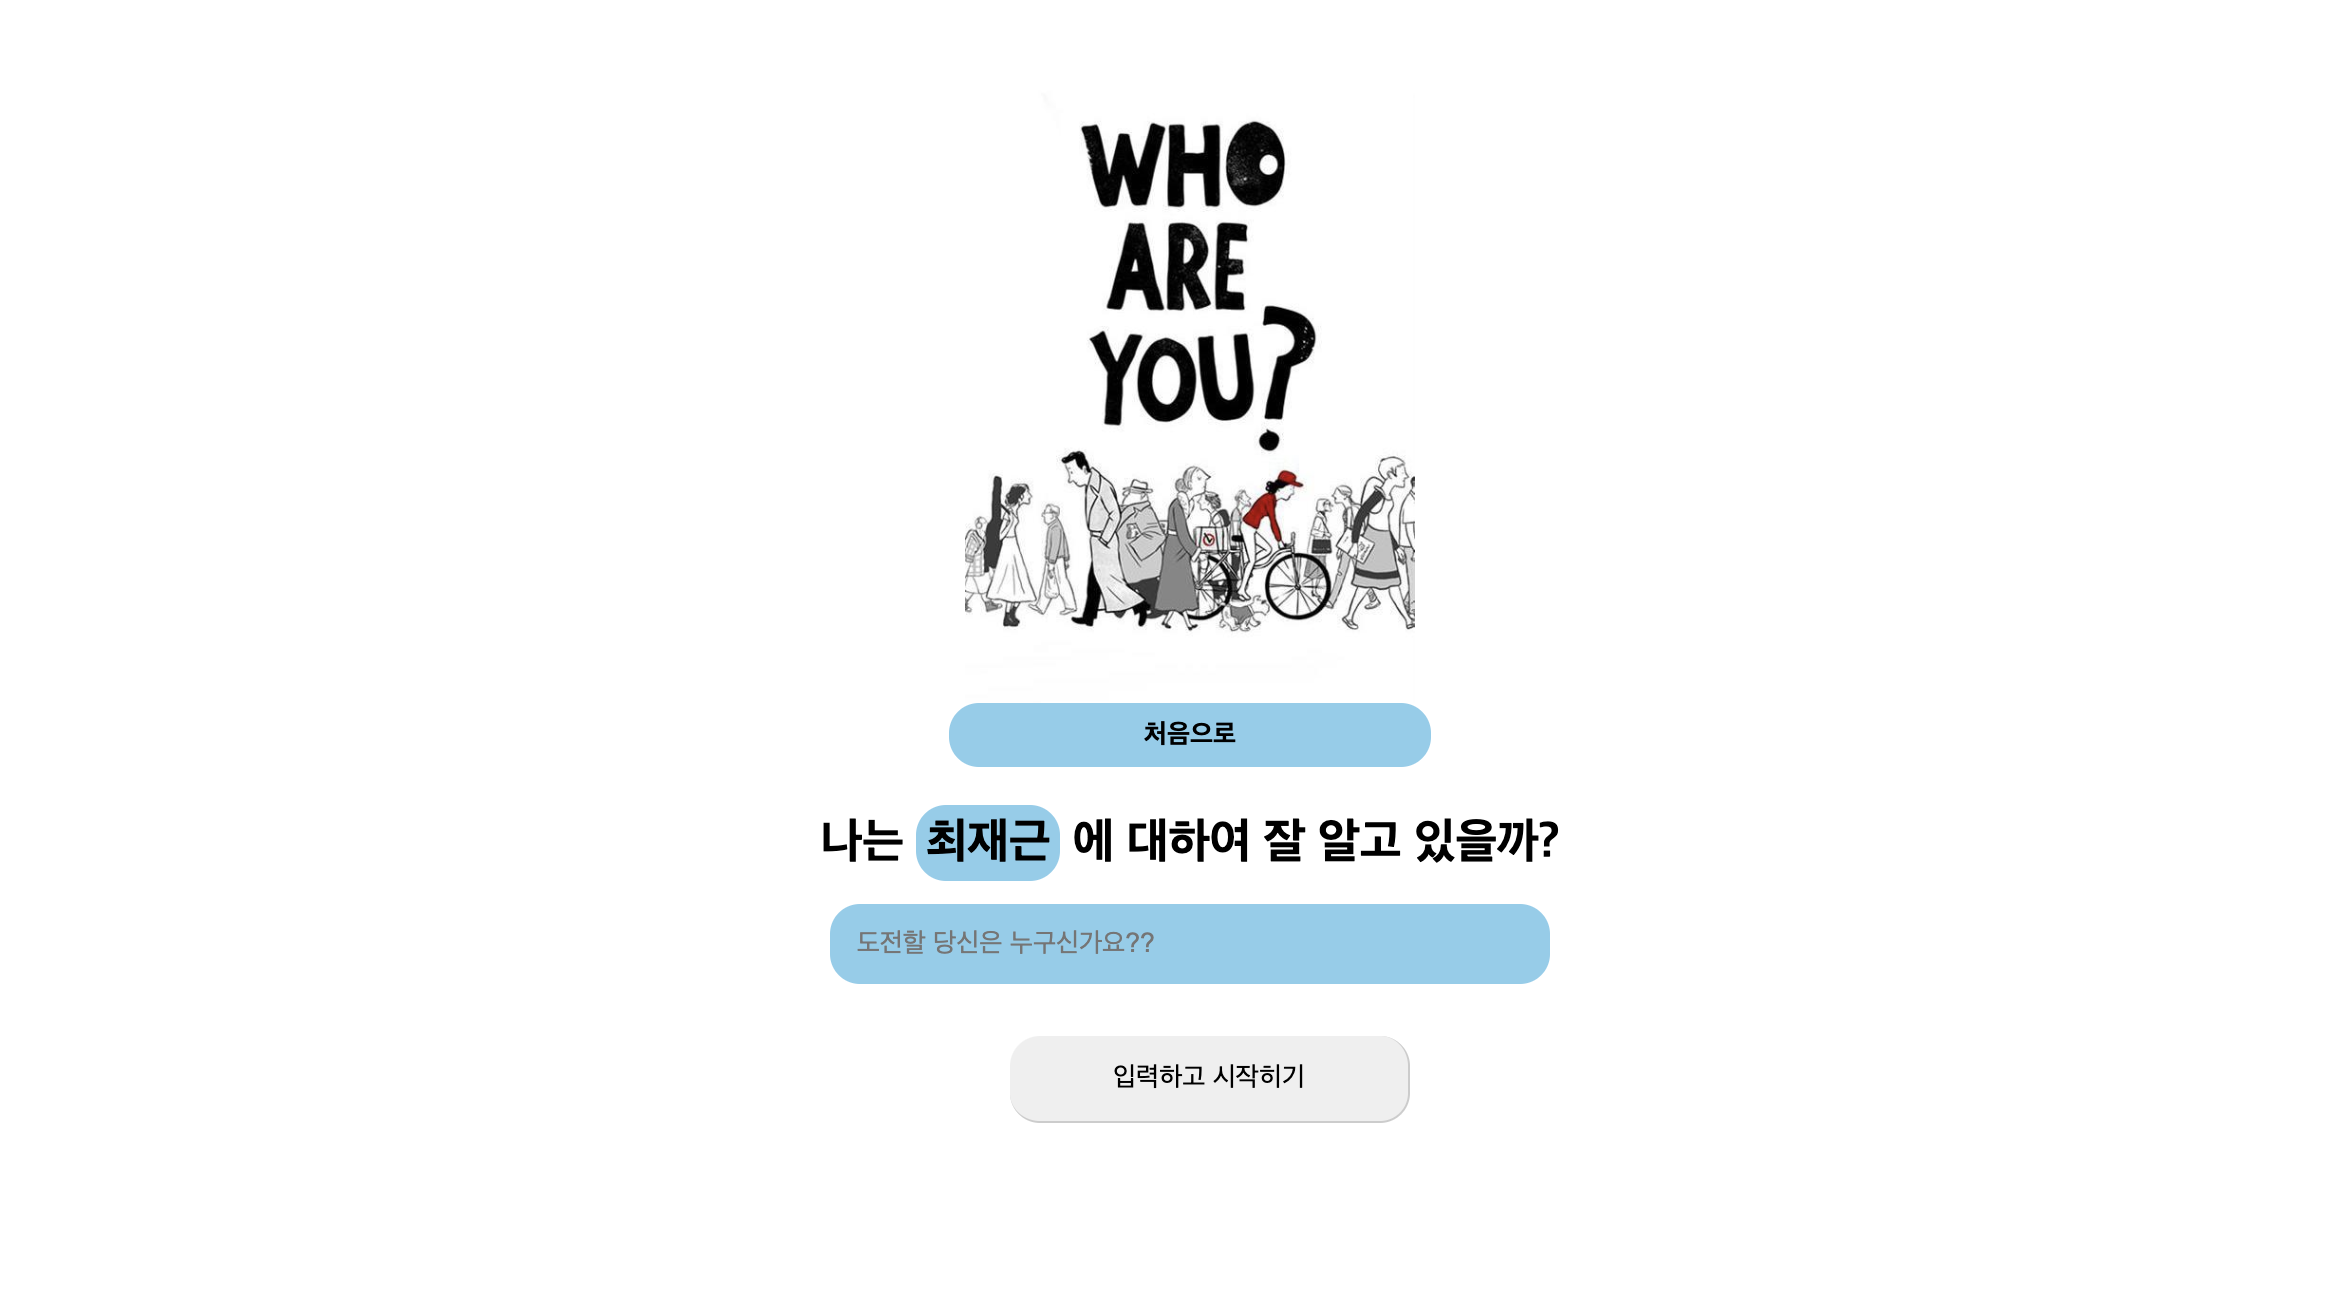 WHO
ARE
YOU?
처음으로
나는 최재근 에 대하여 잘 알고 있을까?
도전할 당신은 누구신가요??
입력하고 시작히기